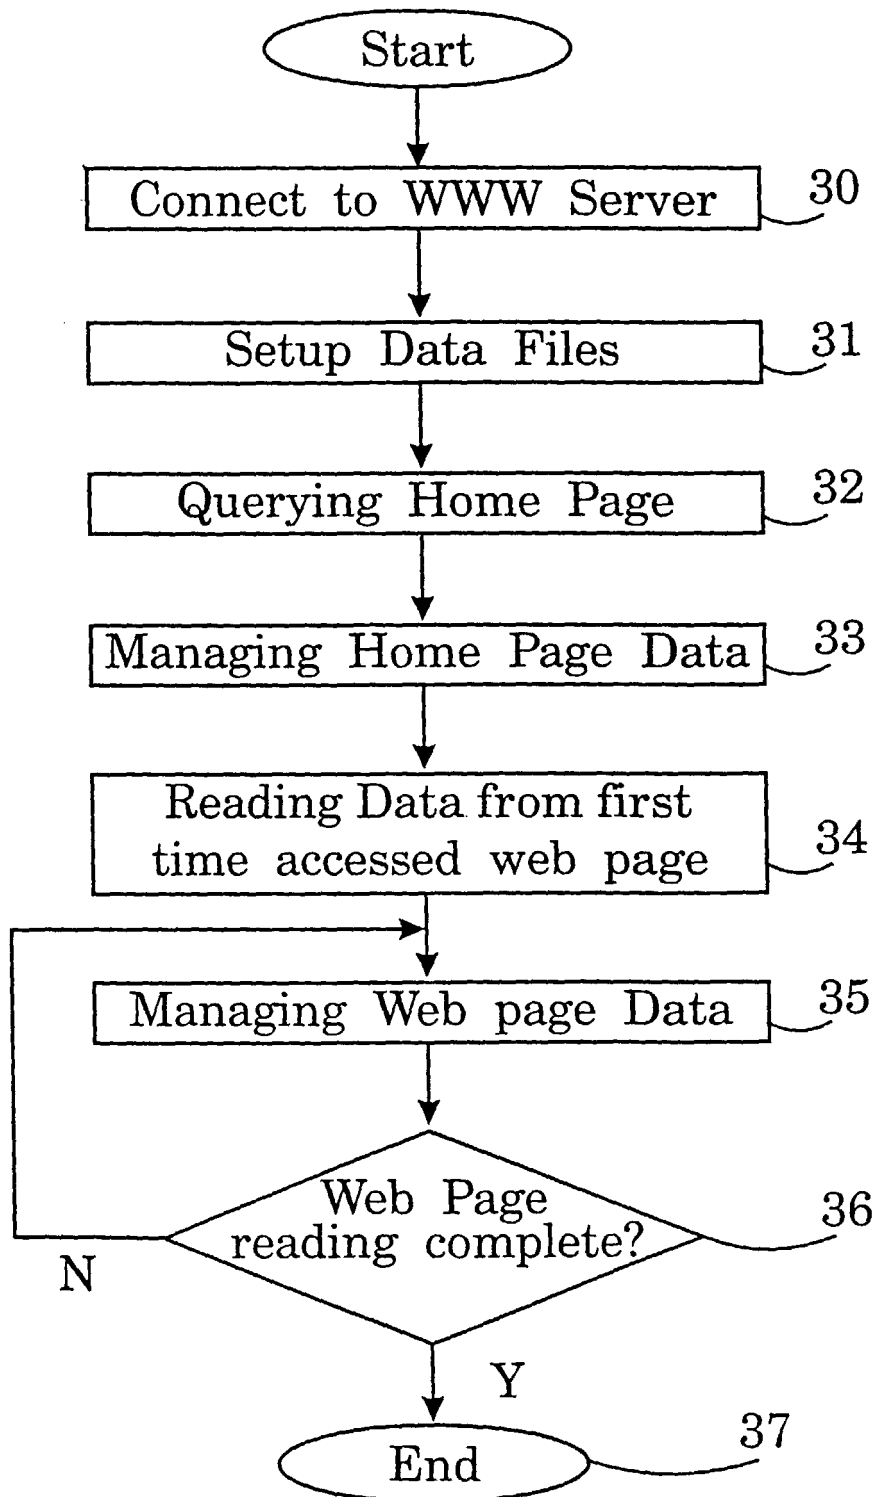 Start
Connect to WWW Server
30
Setup Data Files
31
Querying Home Page
32
Managing Home Page Data
33
Reading Data from first
time accessed web page
34
Managing Web page Data
35
Web Page
reading complete?
36
N
Y
End
37